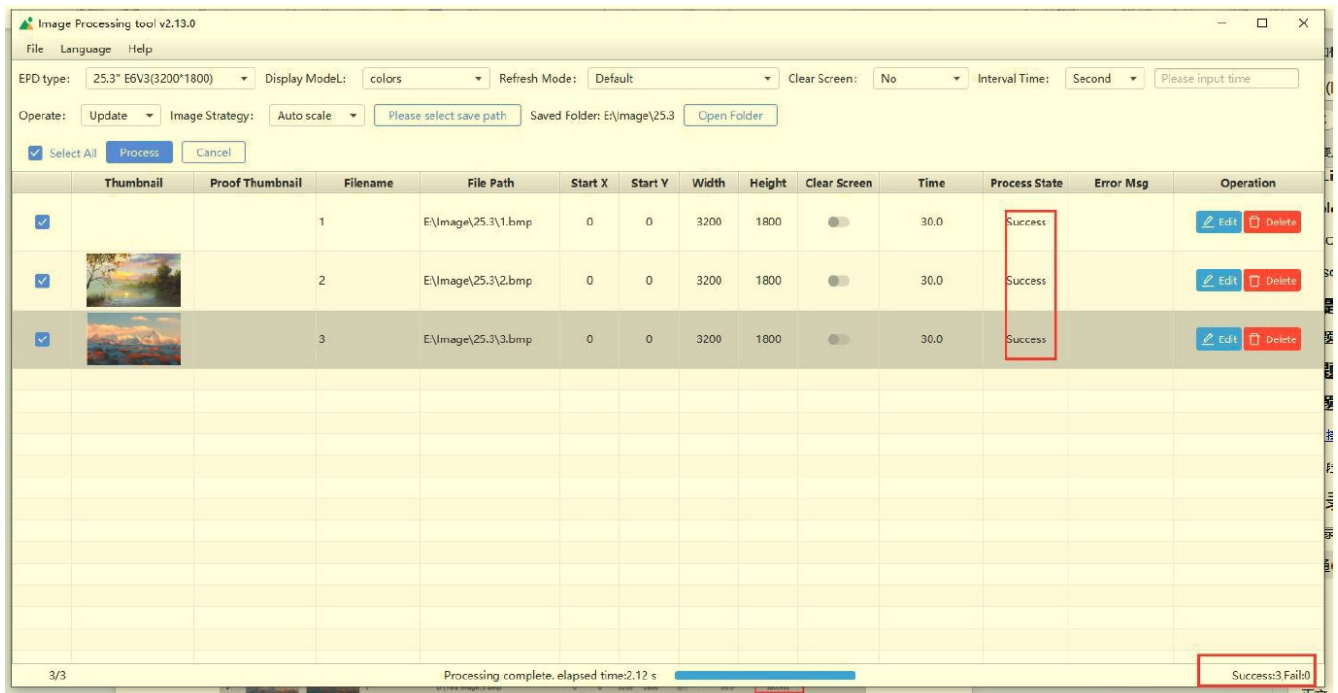 Image Processing tool v2.13.0
File Language Help
EPD type: 25.3" E6V3(3200*1800) Display ModeL: colors Refresh Mode: Default Clear Screen: No Interval Time: Second Please input time
Operate: Update Image Strategy: Auto scale Please select save path Saved Folder: E:\Image\25.3 Open Folder
Select All Process Cancel
Thumbnail Proof Thumbnail Filename File Path Start X Start Y Width Height Clear Screen Time Process State Error Msg Operation
1 E:\Image\25.3\1.bmp 0 0 3200 1800 30.0 Success Edit Delete
2 E:\Image\25.3\2.bmp 0 0 3200 1800 30.0 Success Edit Delete
3 E:\Image\25.3\3.bmp 0 0 3200 1800 30.0 Success Edit Delete
3/3 Processing complete. elapsed time:2.12 s Success:3 Fail:0